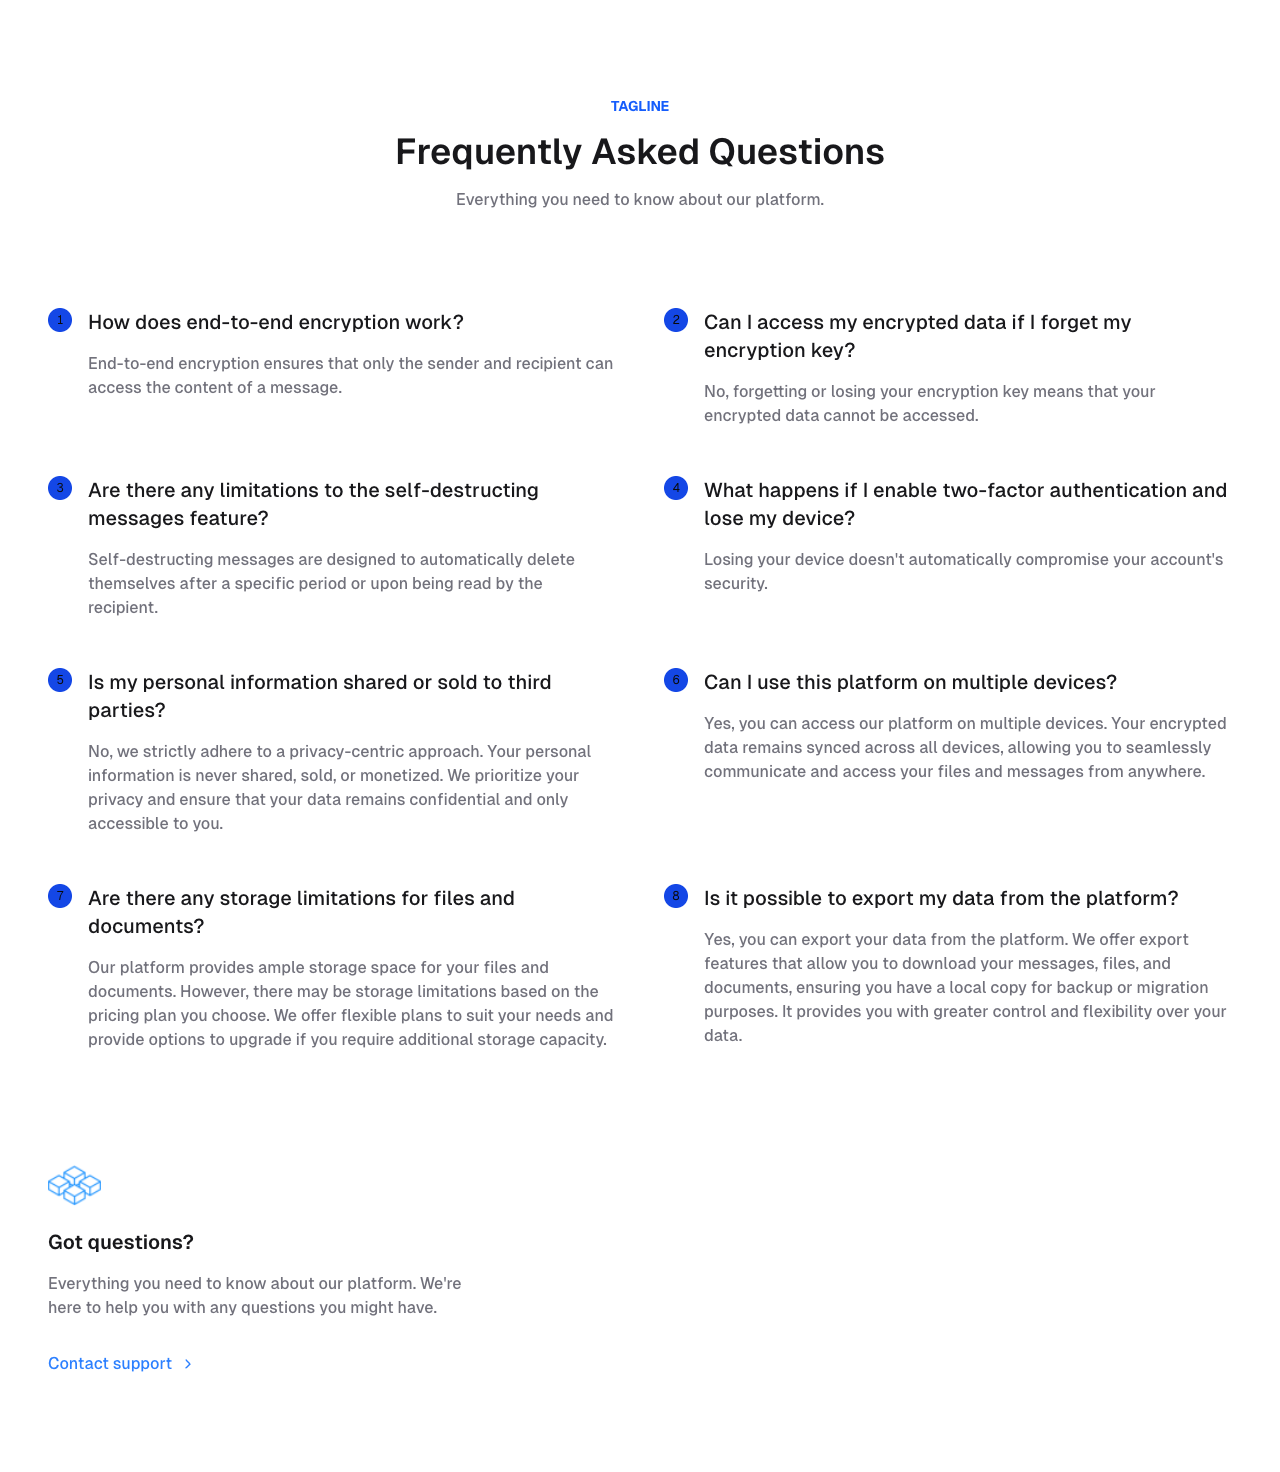 TAGLINE
Frequently Asked Questions
Everything you need to know about our platform.
1
How does end-to-end encryption work?
End-to-end encryption ensures that only the sender and recipient can
access the content of a message.
2
Can I access my encrypted data if I forget my
encryption key?
No, forgetting or losing your encryption key means that your
encrypted data cannot be accessed.
3
Are there any limitations to the self-destructing
messages feature?
Self-destructing messages are designed to automatically delete
themselves after a specific period or upon being read by the
recipient.
4
What happens if I enable two-factor authentication and
lose my device?
Losing your device doesn't automatically compromise your account's
security.
5
Is my personal information shared or sold to third
parties?
No, we strictly adhere to a privacy-centric approach. Your personal
information is never shared, sold, or monetized. We prioritize your
privacy and ensure that your data remains confidential and only
accessible to you.
6
Can I use this platform on multiple devices?
Yes, you can access our platform on multiple devices. Your encrypted
data remains synced across all devices, allowing you to seamlessly
communicate and access your files and messages from anywhere.
7
Are there any storage limitations for files and
documents?
Our platform provides ample storage space for your files and
documents. However, there may be storage limitations based on the
pricing plan you choose. We offer flexible plans to suit your needs and
provide options to upgrade if you require additional storage capacity.
8
Is it possible to export my data from the platform?
Yes, you can export your data from the platform. We offer export
features that allow you to download your messages, files, and
documents, ensuring you have a local copy for backup or migration
purposes. It provides you with greater control and flexibility over your
data.
Got questions?
Everything you need to know about our platform. We're
here to help you with any questions you might have.
Contact support